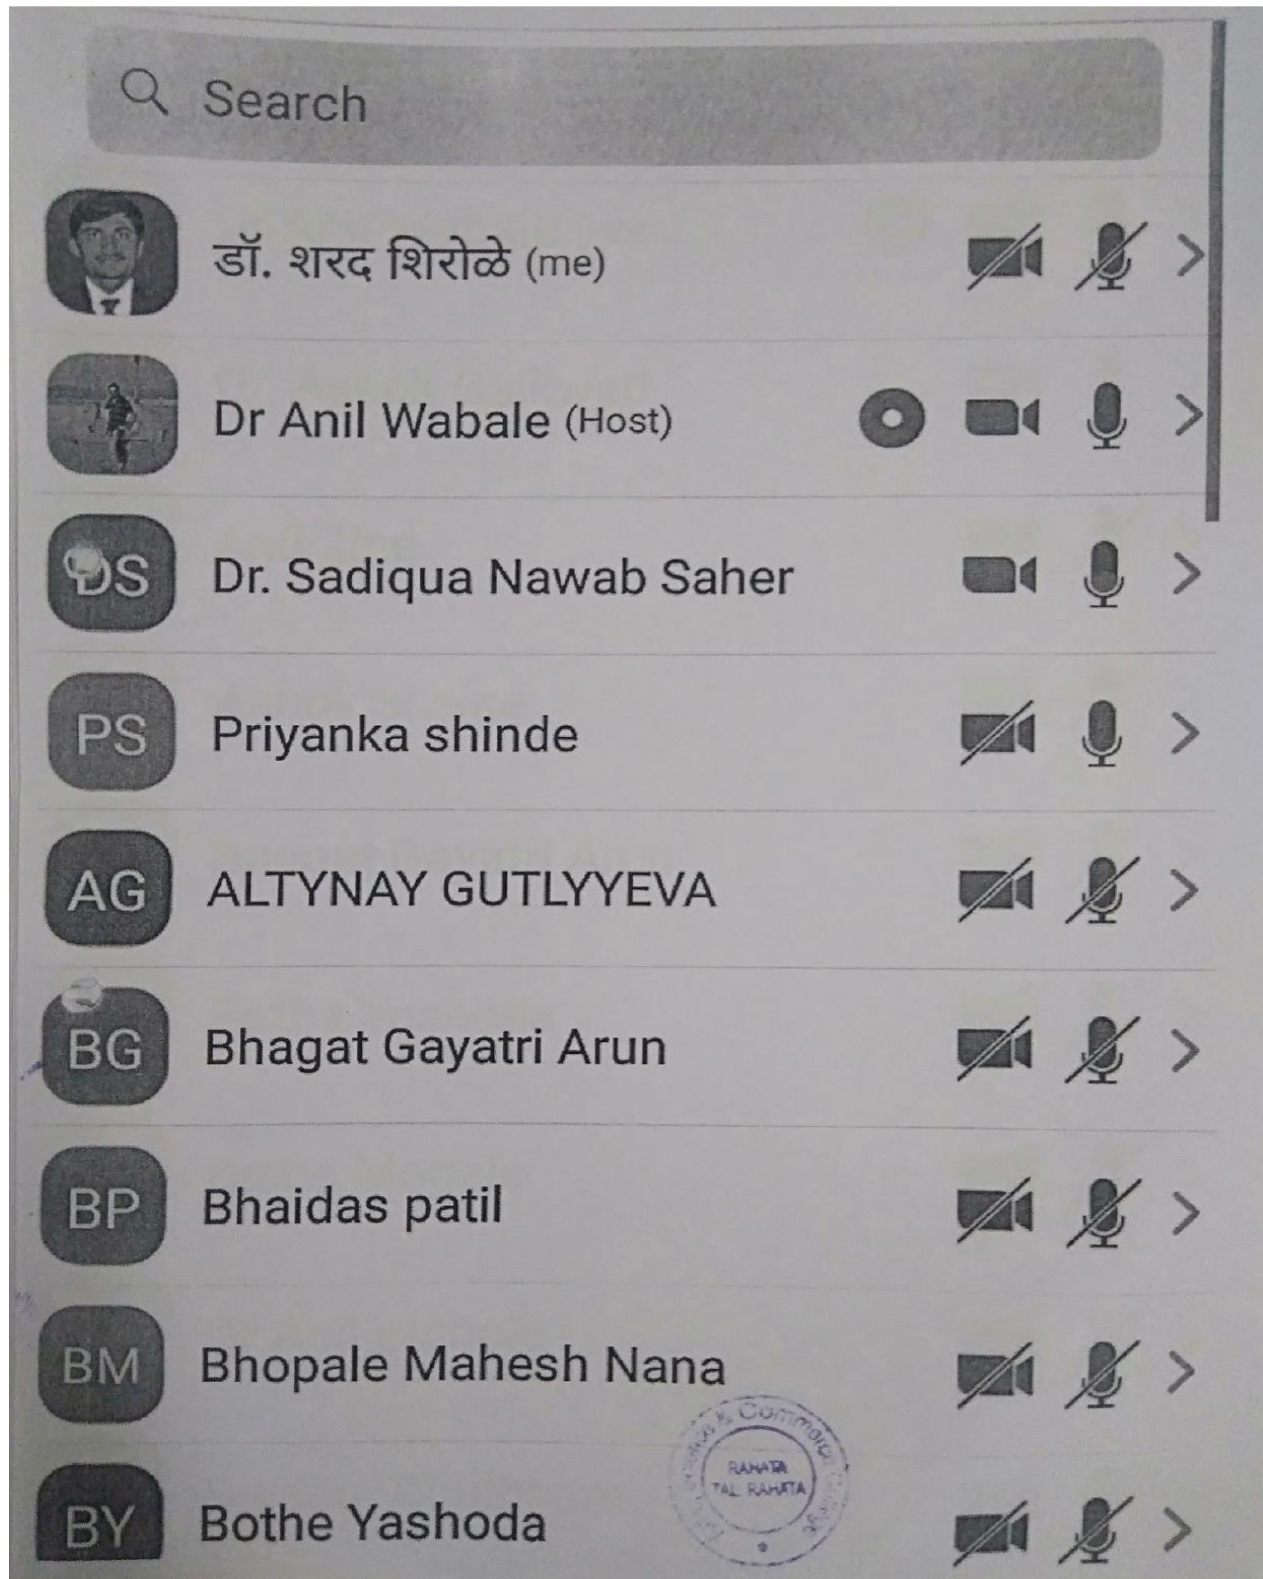 Search
डॉ. शरद शिरोळे (me)
Dr Anil Wabale (Host)
DS
Dr. Sadiqua Nawab Saher
PS
Priyanka shinde
AG
ALTYNAY GUTLYYEVA
BG
Bhagat Gayatri Arun
BP
Bhaidas patil
BM
Bhopale Mahesh Nana
& Commerce
RAHATA
TAL RAHATA
BY
Bothe Yashoda